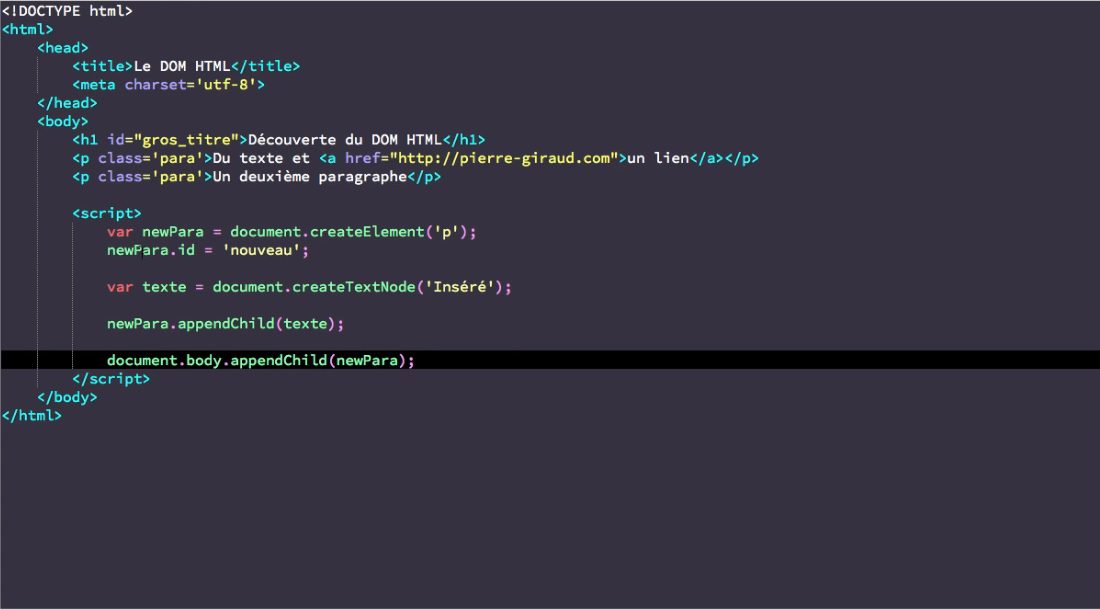 <!DOCTYPE html>
<html>
<head>
<title>Le DOM HTML</title>
<meta charset='utf-8'>
</head>
<body>
<h1 id="gros_titre">Découverte du DOM HTML</h1>
<p class='para'>Du texte et <a href="http://pierre-giraud.com">un lien</a></p>
<p class='para'>Un deuxième paragraphe</p>
<script>
var newPara = document.createElement('p');
newPara.id = 'nouveau';
var texte = document.createTextNode('Inséré');
newPara.appendChild(texte);
document.body.appendChild(newPara);
</script>
</body>
</html>